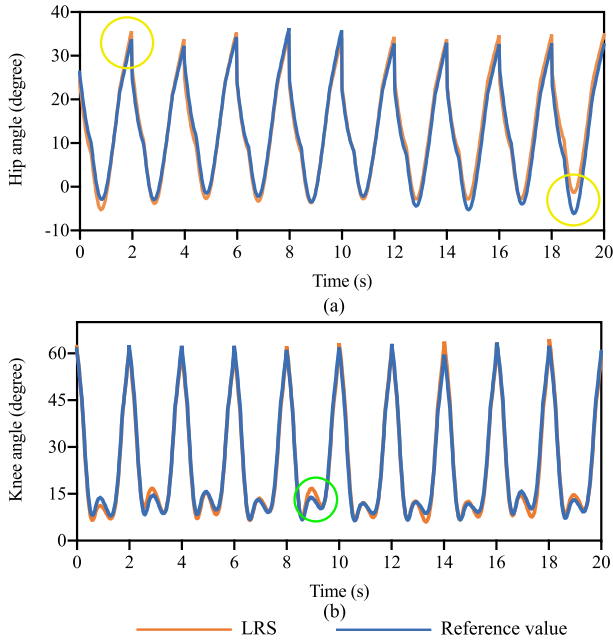 40
30
20
10
0
-10
Hip angle (degree)
0 2 4 6 8 10 12 14 16 18 20
Time (s)
(a)
60
45
30
15
0
Knee angle (degree)
0 2 4 6 8 10 12 14 16 18 20
Time (s)
(b)
LRS Reference value